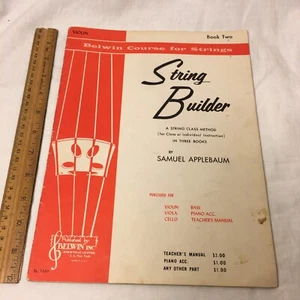 VIOLIN
Book Two
Belwin Course for Strings
String
Builder
A STRING CLASS METHOD
(for Class or Individual Instruction)
IN THREE BOOKS
BY
SAMUEL APPLEBAUM
PUBLISHED FOR
VIOLIN BASS
VIOLA PIANO ACC.
CELLO TEACHER'S MANUAL
Published by
BELWIN INC.
TEACHER'S MANUAL $1.00
PIANO ACC. $1.00
ANY OTHER PART $1.00